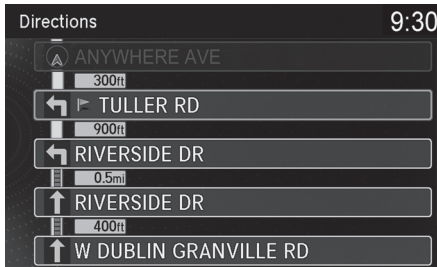 Directions 9:30
ANYWHERE AVE
300ft
TULLER RD
900ft
RIVERSIDE DR
0.5mi
RIVERSIDE DR
400ft
W DUBLIN GRANVILLE RD